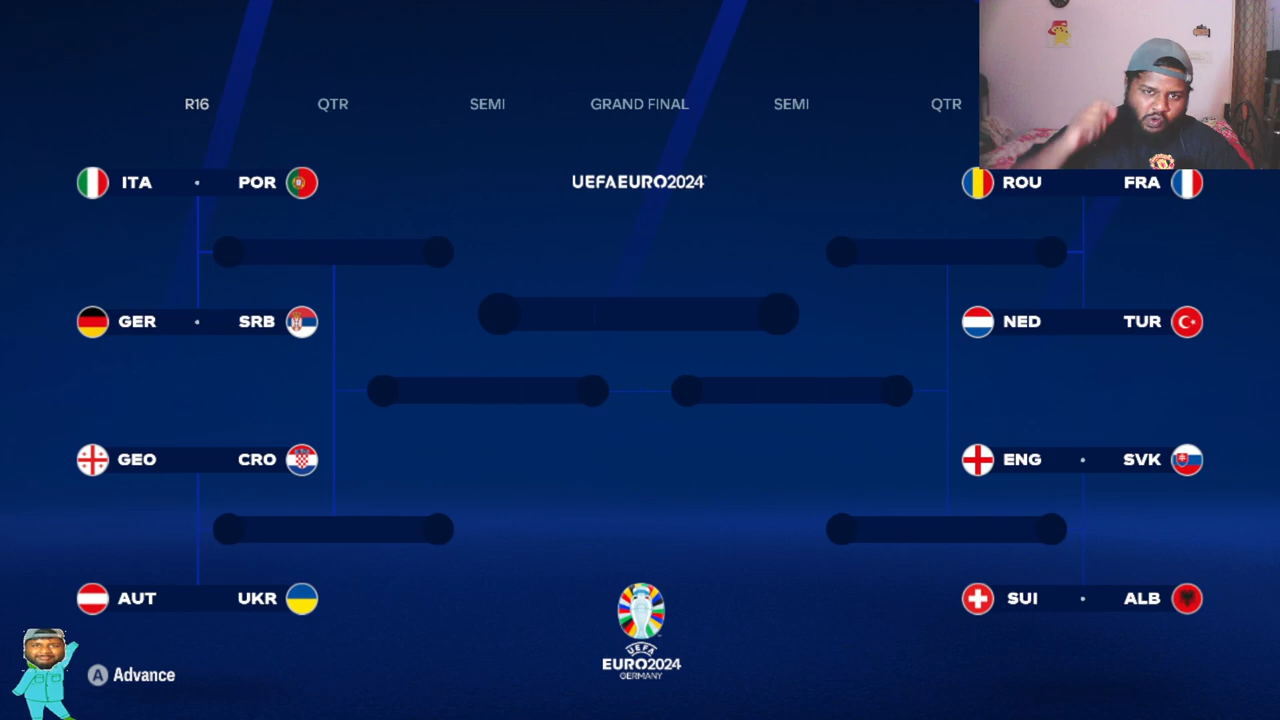 R16 QTR SEMI GRAND FINAL SEMI QTR
ITA POR UEFAEURO2024 ROU FRA
GER SRB NED TUR
GEO CRO ENG SVK
AUT UKR SUI ALB
UEFA
EURO2024
GERMANY
A Advance